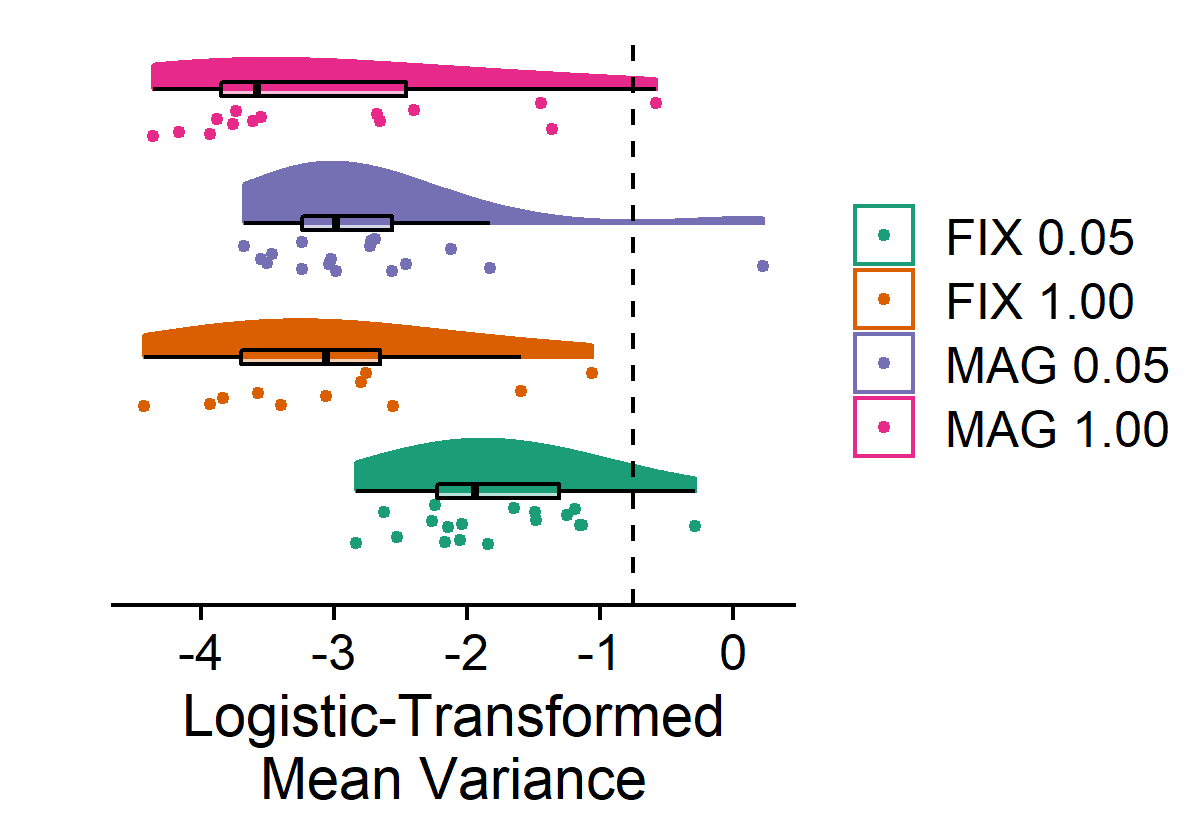 FIX 0.05
FIX 1.00
MAG 0.05
MAG 1.00
-4 -3 -2 -1 0
Logistic-Transformed
Mean Variance